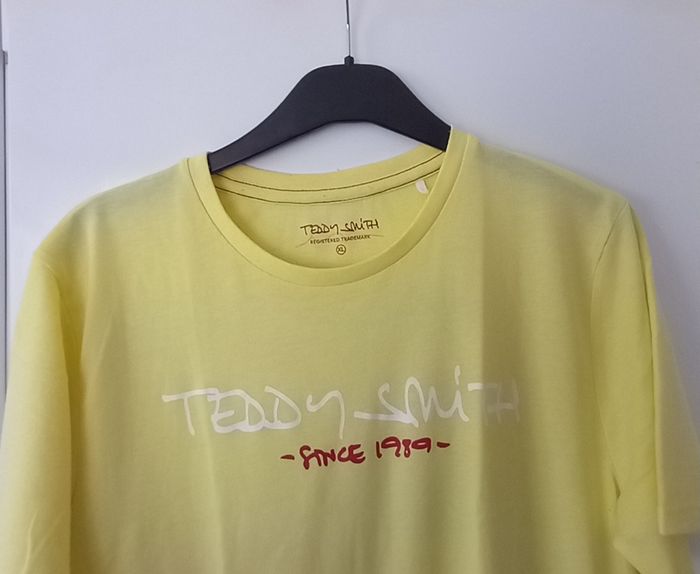 TEDDY SMiTH
REGISTERED TRADEMARK
XL
TEDDY SMiTH
- SINCE 1989 -